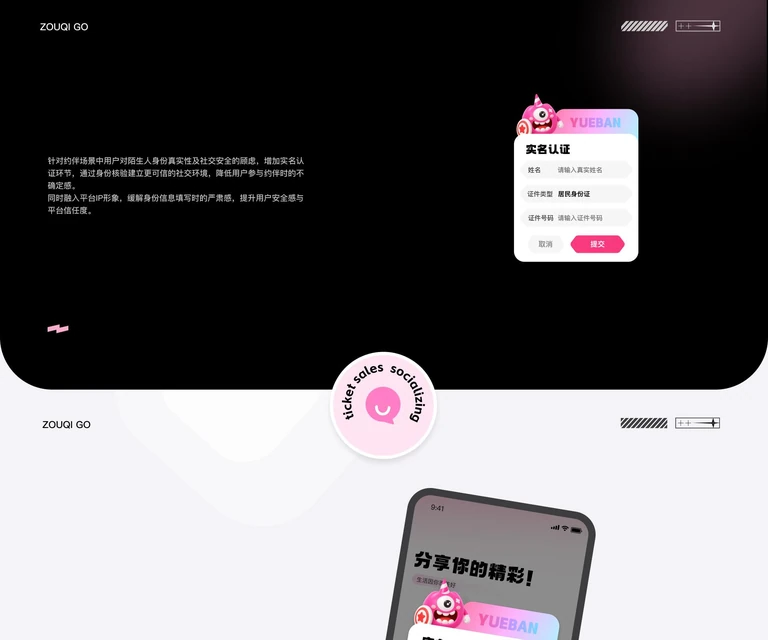 ZOUQI GO
YUEBAN
实名认证
姓名 请输入真实姓名
证件类型 居民身份证
证件号码 请输入证件号码
取消 提交
针对约伴场景中用户对陌生人身份真实性及社交安全的顾虑，增加实名认
证环节，通过身份核验建立更可信的社交环境，降低用户参与约伴时的不
确定感。
同时融入平台IP形象，缓解身份信息填写时的严肃感，提升用户安全感与
平台信任度。
ticket sales socializing
ZOUQI GO
9:41
分享你的精彩！
YUEBAN